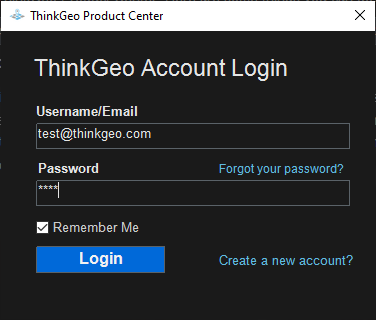 ThinkGeo Product Center
ThinkGeo Account Login
Username/Email
test@thinkgeo.com
Password Forgot your password?
****
Remember Me
Login Create a new account?